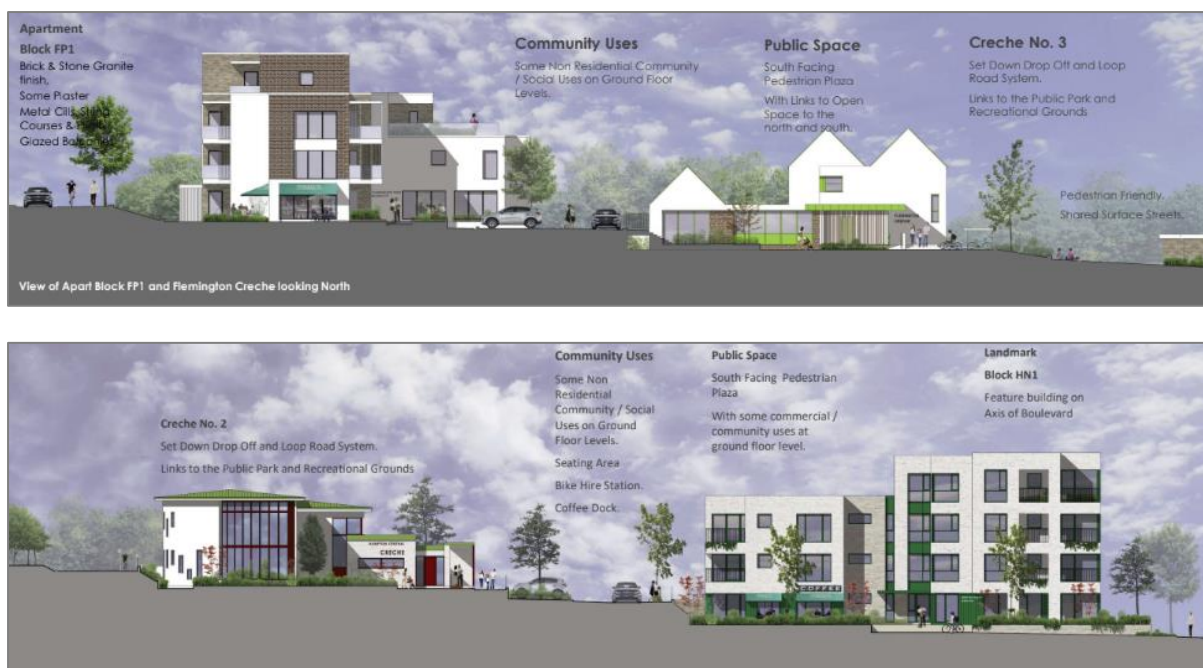 Apartment
Block FP1
Brick & Stone Granite
finish,
Some Plaster
Metal Cills, String
Courses &
Glazed Balconies
Community Uses
Some Non Residential Community
/ Social Uses on Ground Floor
Levels.
Public Space
South Facing
Pedestrian Plaza
With Links to Open
Space to the
north and south.
Creche No. 3
Set Down Drop Off and Loop
Road System.
Links to the Public Park and
Recreational Grounds
Pedestrian Friendly.
Shared Surface Streets.
View of Apart Block FP1 and Flemington Creche looking North
Creche No. 2
Set Down Drop Off and Loop Road System.
Links to the Public Park and Recreational Grounds
CRECHE
Community Uses
Some Non
Residential
Community / Social
Uses on Ground
Floor Levels.
Seating Area
Bike Hire Station.
Coffee Dock.
Public Space
South Facing Pedestrian
Plaza
With some commercial /
community uses at
ground floor level.
COFFEE
Landmark
Block HN1
Feature building on
Axis of Boulevard